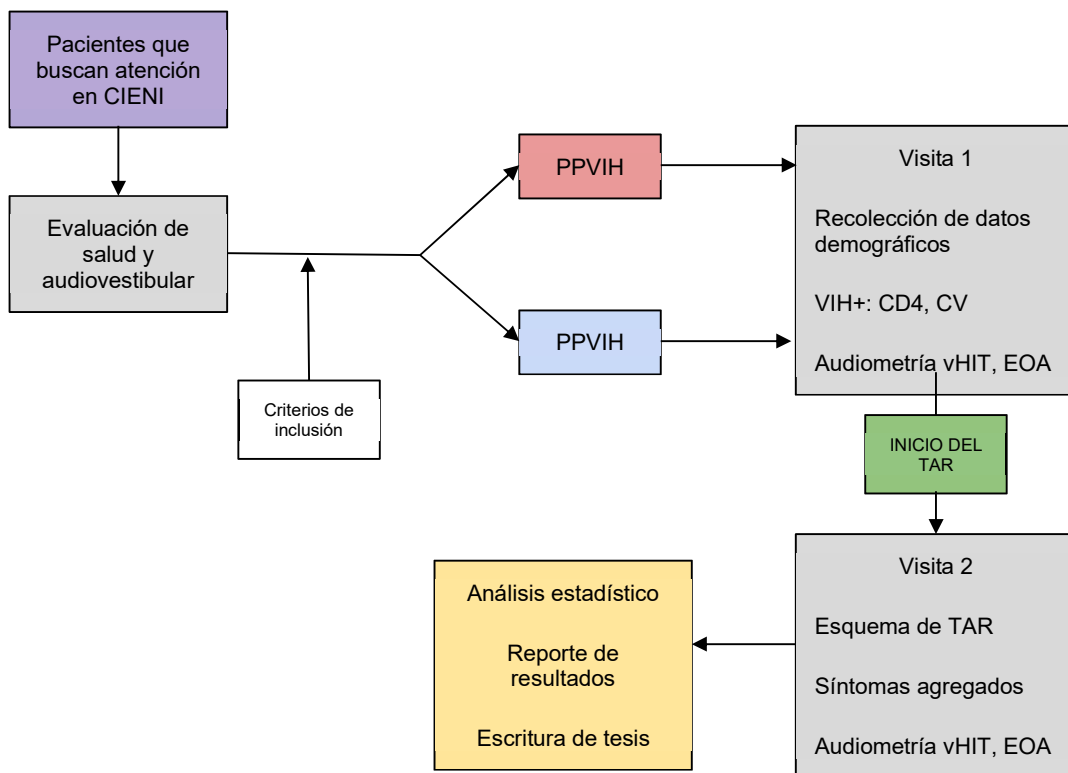 Pacientes que
buscan atención
en CIENI
Evaluación de
salud y
audiovestibular
Criterios de
inclusión
PPVIH
PPVIH
Visita 1
Recolección de datos
demográficos
VIH+: CD4, CV
Audiometría vHIT, EOA
INICIO DEL
TAR
Visita 2
Esquema de TAR
Síntomas agregados
Audiometría vHIT, EOA
Análisis estadístico
Reporte de
resultados
Escritura de tesis